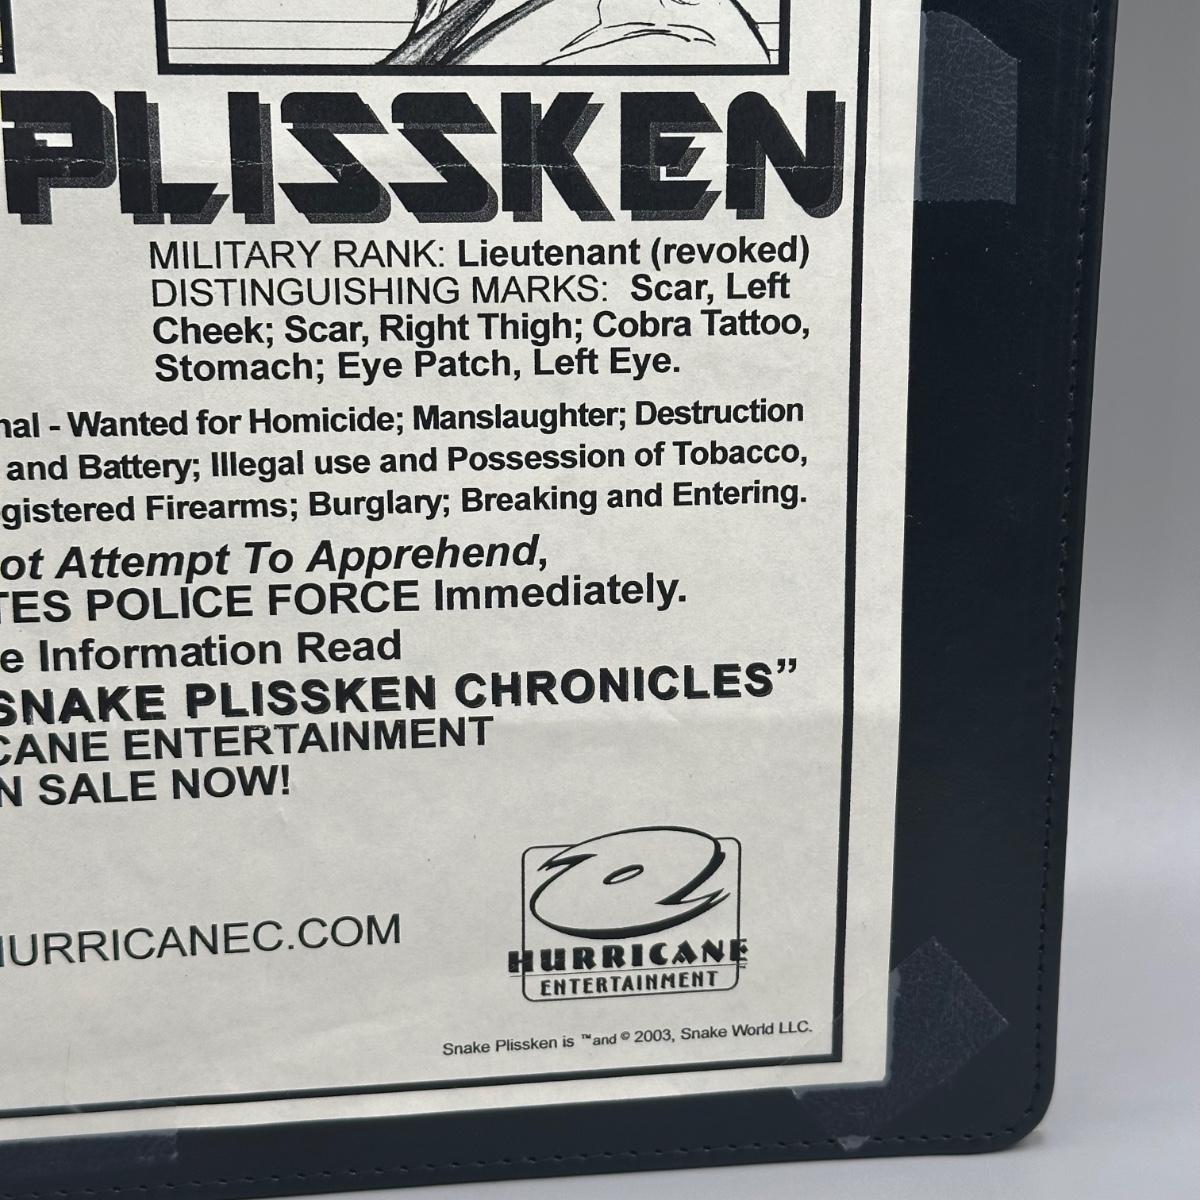 PLISSKEN
MILITARY RANK: Lieutenant (revoked)
DISTINGUISHING MARKS: Scar, Left
Cheek; Scar, Right Thigh; Cobra Tattoo,
Stomach; Eye Patch, Left Eye.
nal - Wanted for Homicide; Manslaughter; Destruction
and Battery; Illegal use and Possession of Tobacco,
gistered Firearms; Burglary; Breaking and Entering.
ot Attempt To Apprehend,
TES POLICE FORCE Immediately.
e Information Read
SNAKE PLISSKEN CHRONICLES”
CANE ENTERTAINMENT
N SALE NOW!
HURRICANEC.COM
HURRICANE
ENTERTAINMENT
Snake Plissken is ™and © 2003, Snake World LLC.